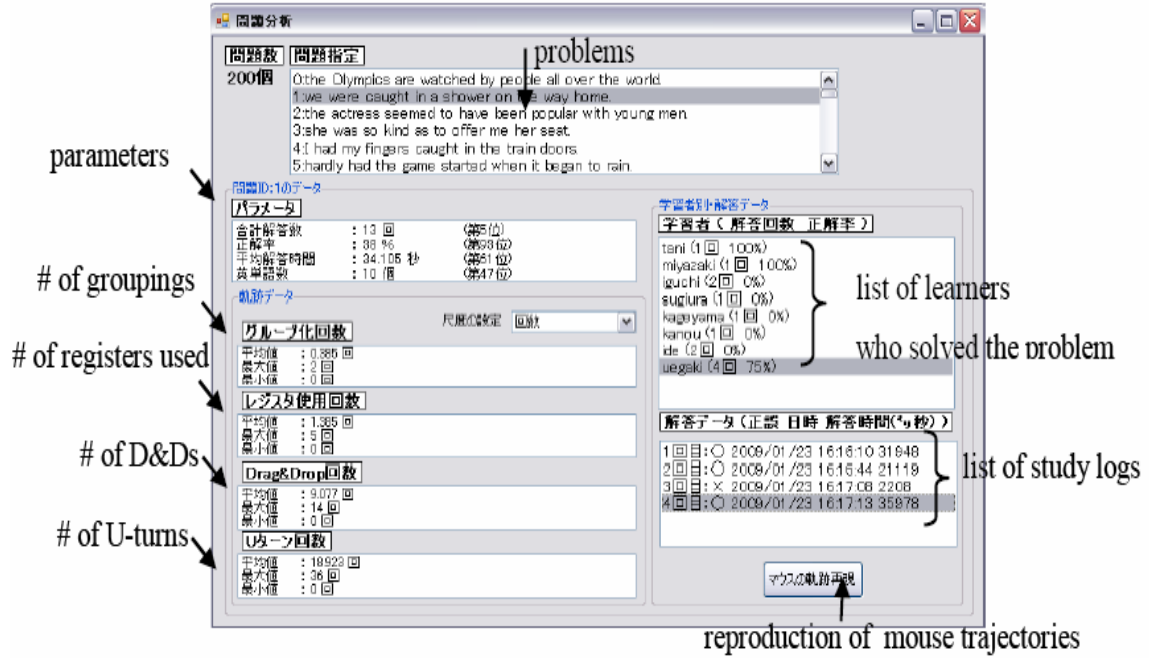 問題分析
問題数 問題指定
problems
200個
0:the Olympics are watched by people all over the world.
1:we were caught in a shower on the way home.
2:the actress seemed to have been popular with young men.
3:she was so kind as to offer me her seat.
4:I had my fingers caught in the train doors.
5:hardly had the game started when it began to rain.
parameters
問題ID:1のデータ
パラメータ
合計解答数 : 13 回 (第5位)
正解率 : 38 % (第93位)
平均解答時間 : 34.105 秒 (第61位)
英単語数 : 10 個 (第47位)
軌跡データ
尺度の設定 回数
# of groupings
グループ化回数
平均値 : 0.385 回
最大値 : 2 回
最小値 : 0 回
# of registers used
レジスタ使用回数
平均値 : 1.385 回
最大値 : 5 回
最小値 : 0 回
# of D&Ds
Drag&Drop回数
平均値 : 9.077 回
最大値 : 14 回
最小値 : 0 回
# of U-turns
Uターン回数
平均値 : 18.923 回
最大値 : 36 回
最小値 : 0 回
学習者別・解答データ
学習者 ( 解答回数 正解率 )
tani (1回 100%)
miyazaki (1回 100%)
iguchi (2回 0%)
sugiura (1回 0%)
kageyama (1回 0%)
kanou (1回 0%)
ide (2回 0%)
uegaki (4回 75%)
list of learners
who solved the problem
解答データ (正誤 日時 解答時間(ミリ秒) )
1回目:○ 2009/01/23 16:16:10 31948
2回目:○ 2009/01/23 16:16:44 21119
3回目:× 2009/01/23 16:17:08 2208
4回目:○ 2009/01/23 16:17:13 35978
list of study logs
マウスの軌跡再現
reproduction of mouse trajectories